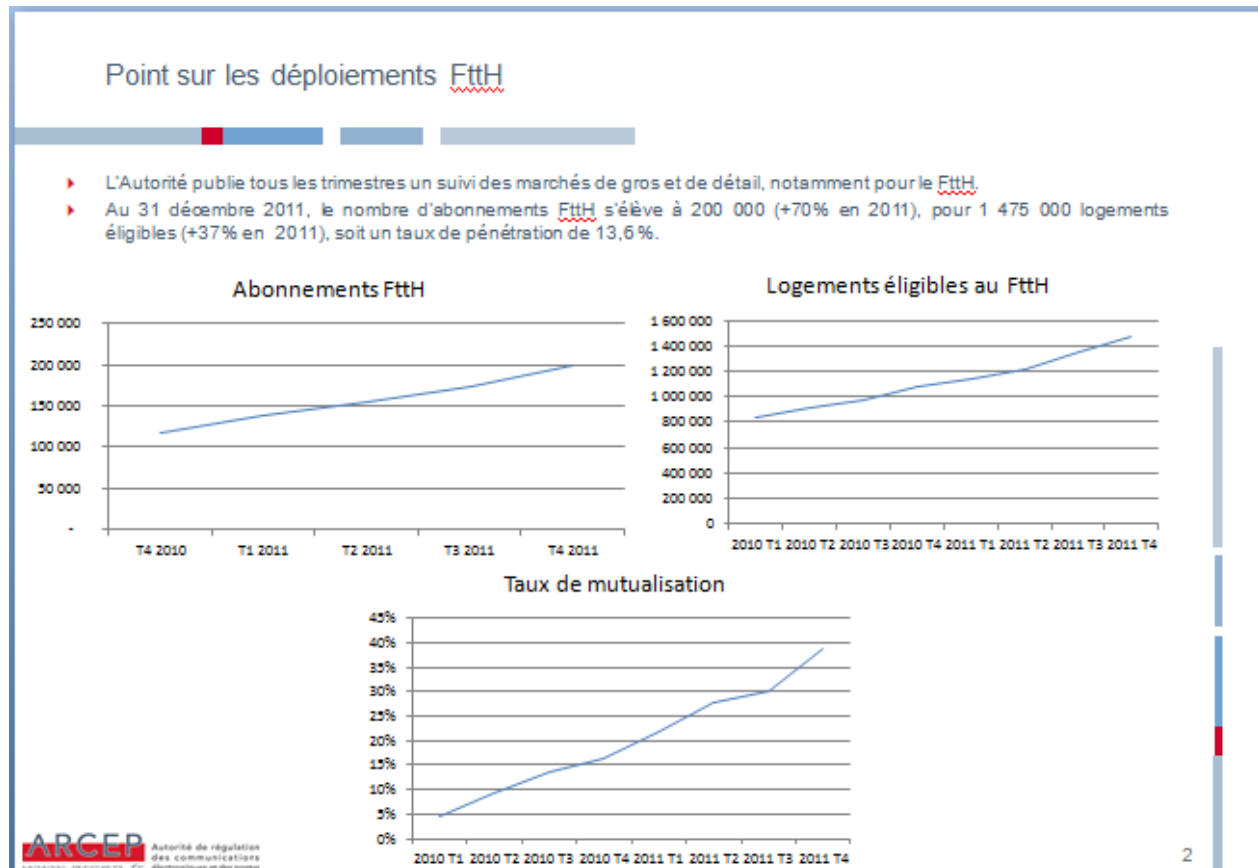 Point sur les déploiements FttH
L'Autorité publie tous les trimestres un suivi des marchés de gros et de détail, notamment pour le FttH.
Au 31 décembre 2011, le nombre d'abonnements FttH s'élève à 200 000 (+70% en 2011), pour 1 475 000 logements
éligibles (+37% en 2011), soit un taux de pénétration de 13,6%.
Abonnements FttH
250 000
200 000
150 000
100 000
50 000
-
T4 2010 T1 2011 T2 2011 T3 2011 T4 2011
Logements éligibles au FttH
1 600 000
1 400 000
1 200 000
1 000 000
800 000
600 000
400 000
200 000
0
2010 T1 2010 T2 2010 T3 2010 T4 2011 T1 2011 T2 2011 T3 2011 T4
Taux de mutualisation
45%
40%
35%
30%
25%
20%
15%
10%
5%
0%
2010 T1 2010 T2 2010 T3 2010 T4 2011 T1 2011 T2 2011 T3 2011 T4
ARCEP
Autorité de régulation
des communications
2